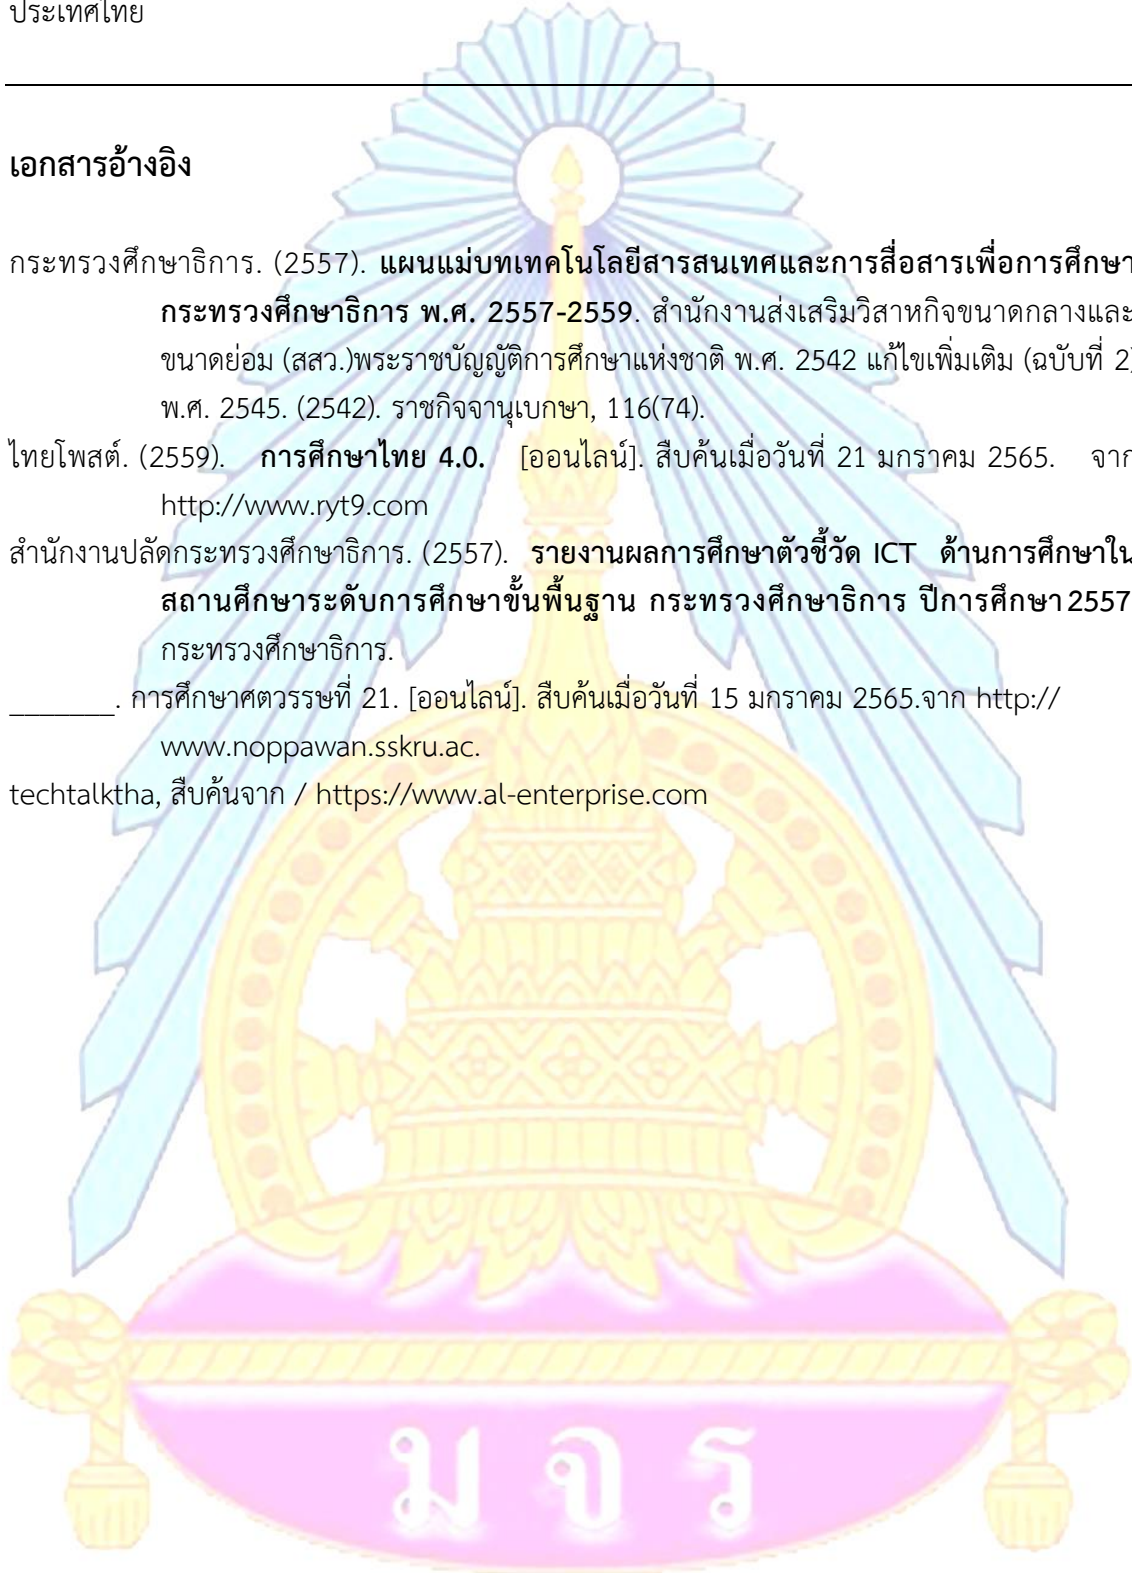 ประเทศไทย
เอกสารอ้างอิง
กระทรวงศึกษาธิการ. (2557). แผนแม่บทเทคโนโลยีสารสนเทศและการสื่อสารเพื่อการศึกษา
กระทรวงศึกษาธิการ พ.ศ. 2557-2559. สำนักงานส่งเสริมวิสาหกิจขนาดกลางและ
ขนาดย่อม (สสว.)พระราชบัญญัติการศึกษาแห่งชาติ พ.ศ. 2542 แก้ไขเพิ่มเติม (ฉบับที่ 2)
พ.ศ. 2545. (2542). ราชกิจจานุเบกษา, 116(74).
ไทยโพสต์. (2559). การศึกษาไทย 4.0. [ออนไลน์]. สืบค้นเมื่อวันที่ 21 มกราคม 2565. จาก
http://www.ryt9.com
สำนักงานปลัดกระทรวงศึกษาธิการ. (2557). รายงานผลการศึกษาตัวชี้วัด ICT ด้านการศึกษาใน
สถานศึกษาระดับการศึกษาขั้นพื้นฐาน กระทรวงศึกษาธิการ ปีการศึกษา 2557
กระทรวงศึกษาธิการ.
_______. การศึกษาศตวรรษที่ 21. [ออนไลน์]. สืบค้นเมื่อวันที่ 15 มกราคม 2565.จาก http://
www.noppawan.sskru.ac.
techtalktha, สืบค้นจาก / https://www.al-enterprise.com
มจร